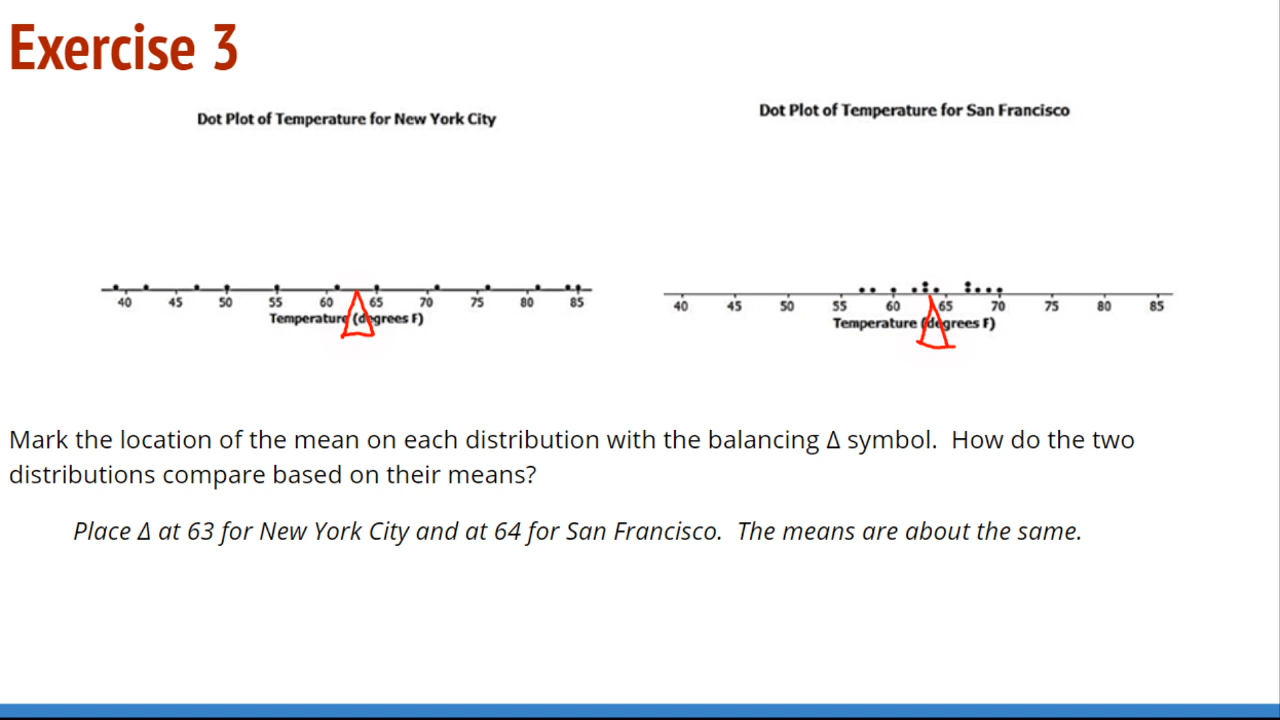 Exercise 3
Dot Plot of Temperature for New York City
40 45 50 55 60 65 70 75 80 85
Temperature (degrees F)
Dot Plot of Temperature for San Francisco
40 45 50 55 60 65 70 75 80 85
Temperature (degrees F)
Mark the location of the mean on each distribution with the balancing Δ symbol. How do the two
distributions compare based on their means?
Place Δ at 63 for New York City and at 64 for San Francisco. The means are about the same.